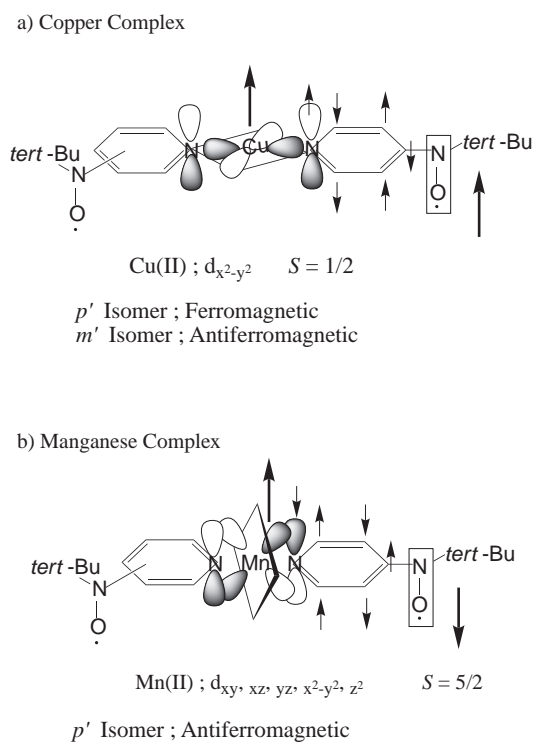 a) Copper Complex
tert -Bu
N
O
·
N
Cu
N
N
O
·
tert-Bu
Cu(II) ; dx²-y²   S = 1/2
p' Isomer ; Ferromagnetic
m' Isomer ; Antiferromagnetic
b) Manganese Complex
tert -Bu
N
O
·
N
Mn
N
N
O
·
tert -Bu
Mn(II) ; dxy, xz, yz, x²-y², z²   S = 5/2
p' Isomer ; Antiferromagnetic